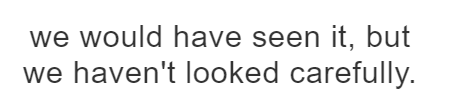 we would have seen it, but
we haven't looked carefully.